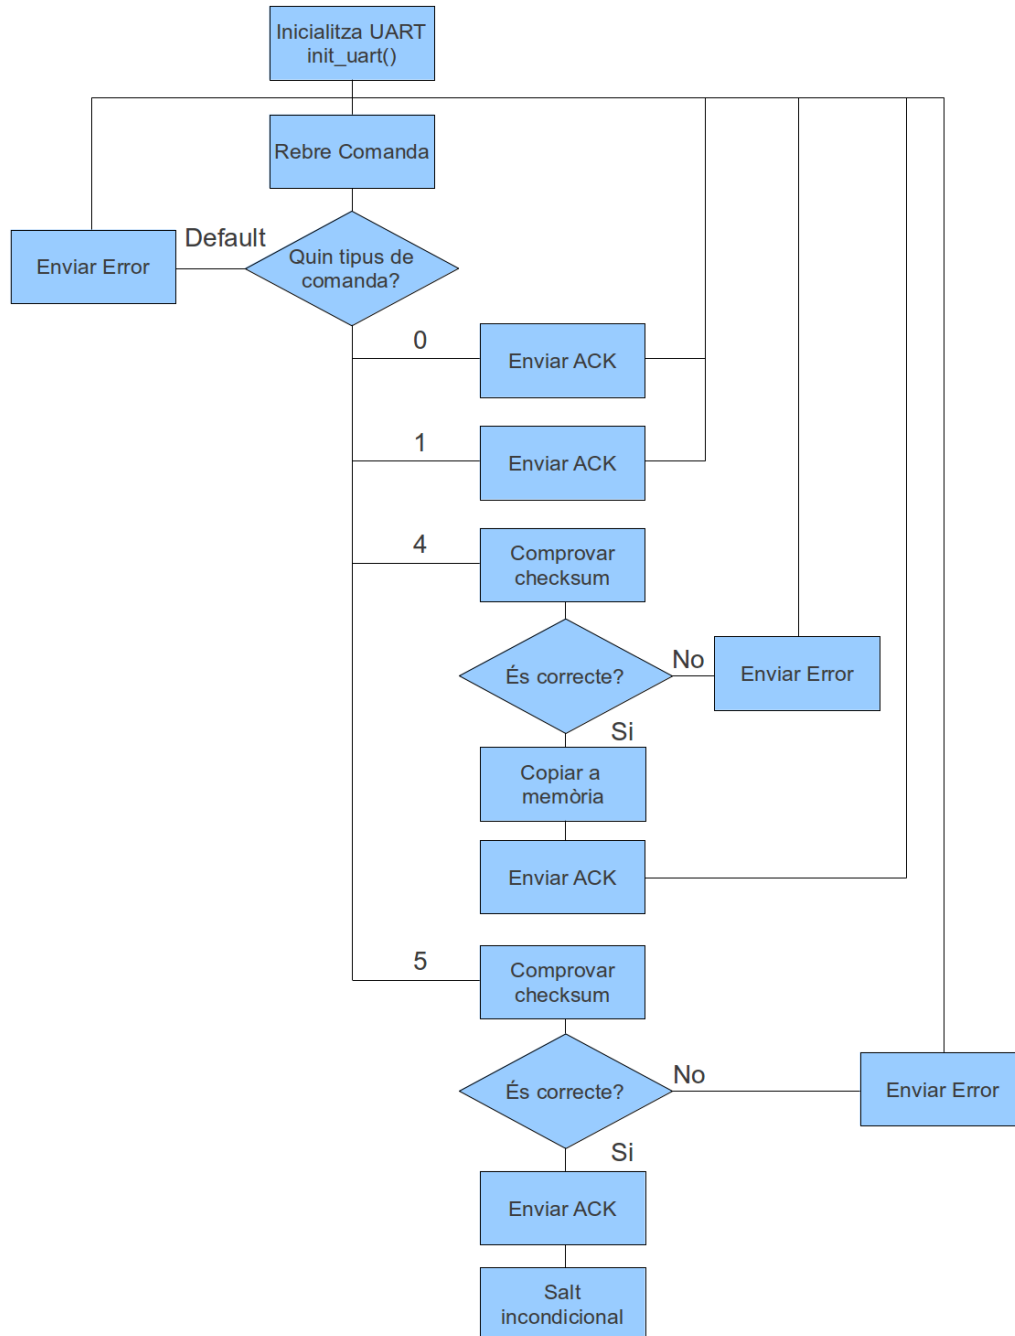 Inicialitza UART
init_uart()
Rebre Comanda
Default
Quin tipus de
comanda?
Enviar Error
0
Enviar ACK
1
Enviar ACK
4
Comprovar
checksum
És correcte?
No
Enviar Error
Si
Copiar a
memòria
Enviar ACK
5
Comprovar
checksum
És correcte?
No
Enviar Error
Si
Enviar ACK
Salt
incondicional